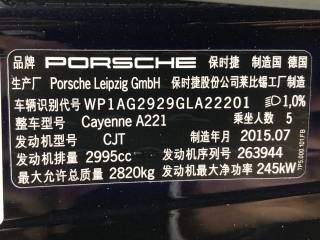 品牌 PORSCHE 保时捷 制造国 德国
生产厂 Porsche Leipzig GmbH 保时捷股份公司莱比锡工厂制造
车辆识别代号 WP1AG2929GLA22201 1,0%
整车型号 Cayenne A221 乘坐人数 5
发动机型号 CJT 制造年月 2015.07
发动机排量 2995cc 发动机序列号 263944
最大允许总质量 2820kg 发动机最大净功率 245kW
7P5.000.101.FB